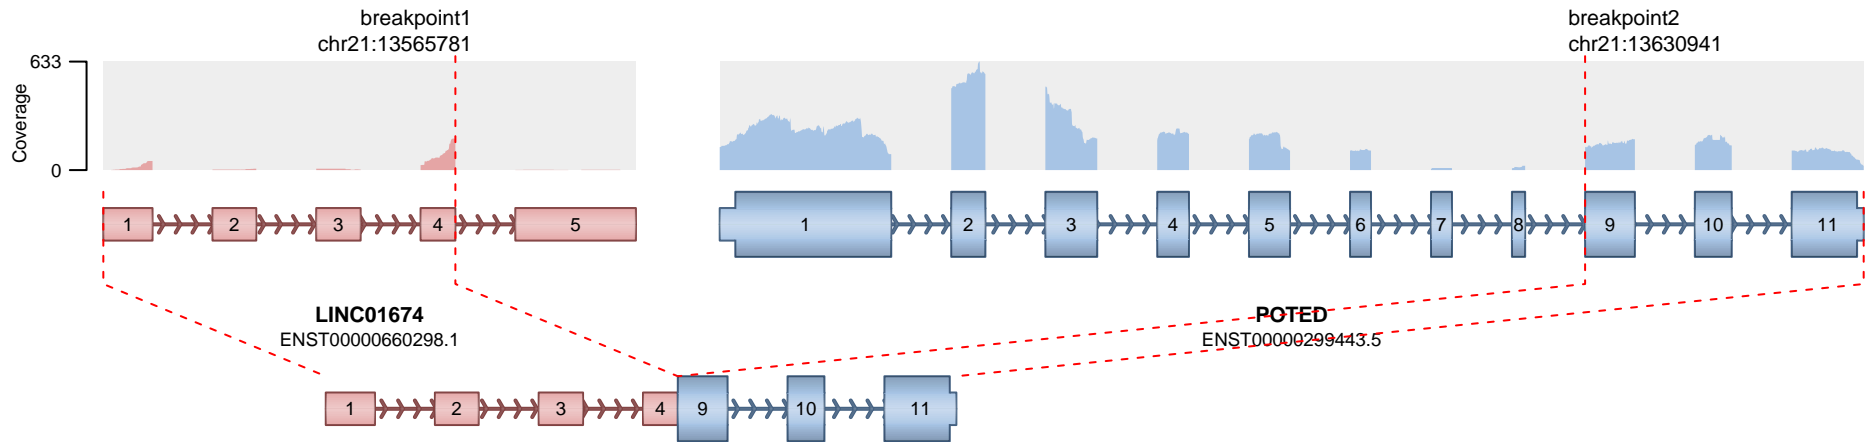 breakpoint1
chr21:13565781
breakpoint2
chr21:13630941
633
Coverage
0
1 2 3 4 5
1 2 3 4 5 6 7 8 9 10 11
LINC01674
ENST00000660298.1
POTED
ENST00000299443.5
1 2 3 4 9 10 11